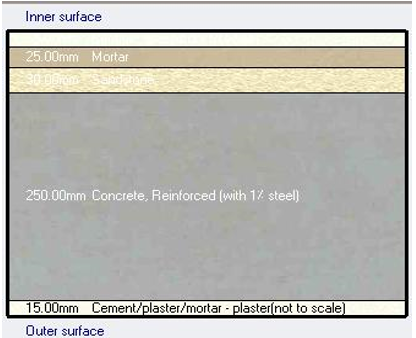 Inner surface
25.00mm Mortar
30.00mm Sandstone
250.00mm Concrete, Reinforced (with 1% steel)
15.00mm Cement/plaster/mortar - plaster(not to scale)
Outer surface